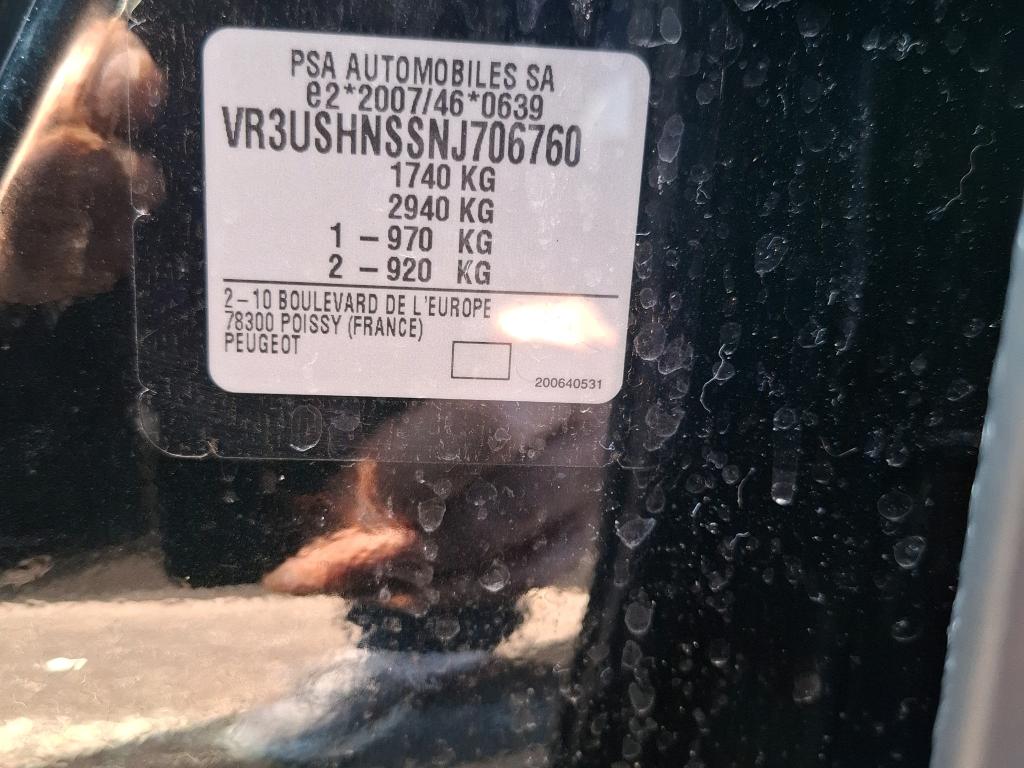 PSA AUTOMOBILES SA
e2*2007/46*0639
VR3USHNSSNJ706760
1740 KG
2940 KG
1 – 970 KG
2 – 920 KG
2–10 BOULEVARD DE L'EUROPE
78300 POISSY (FRANCE)
PEUGEOT
200640531